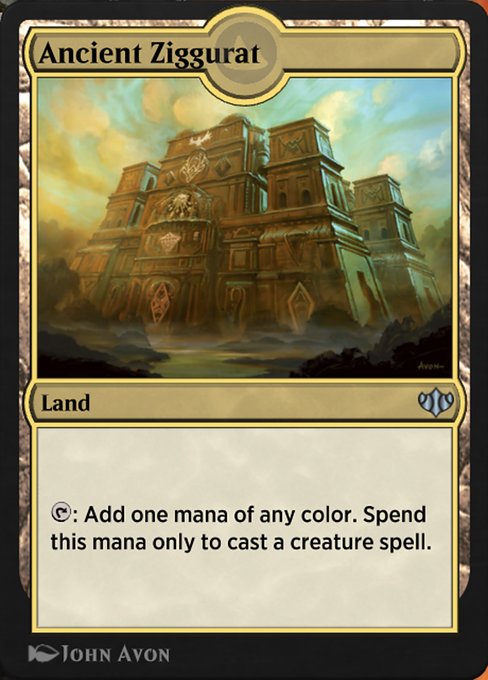 Ancient Ziggurat
AVON
Land
: Add one mana of any color. Spend
this mana only to cast a creature spell.
JOHN AVON